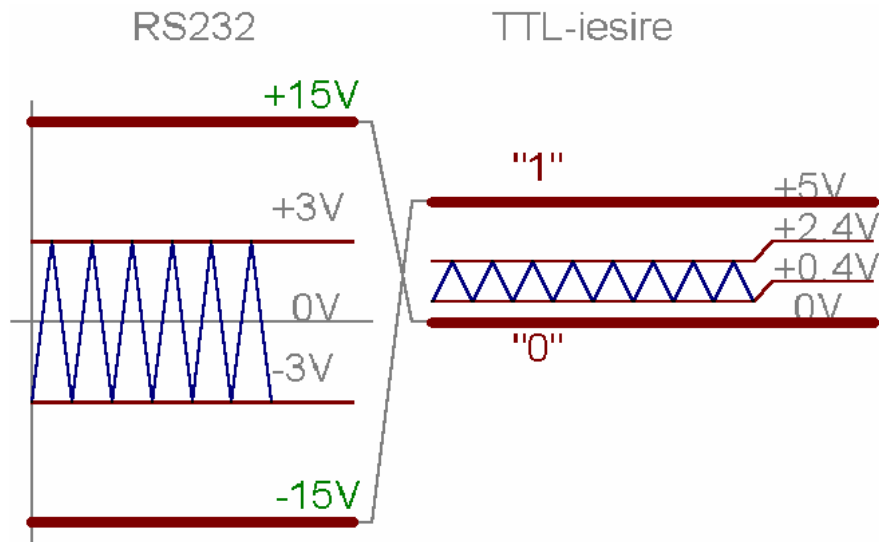 RS232
TTL-iesire
+15V
+3V
0V
-3V
-15V
"1"
+5V
+2.4V
+0.4V
0V
"0"